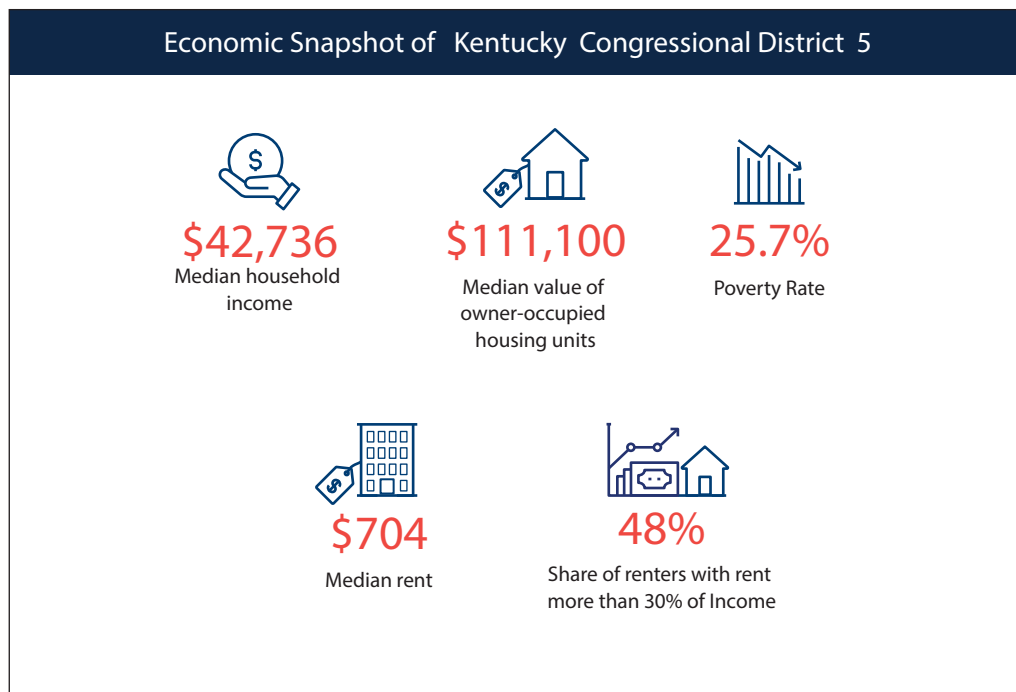 Economic Snapshot of Kentucky Congressional District 5
$
$
$42,736
Median household
income
$111,100
Median value of
owner-occupied
housing units
25.7%
Poverty Rate
$
$704
Median rent
48%
Share of renters with rent
more than 30% of Income